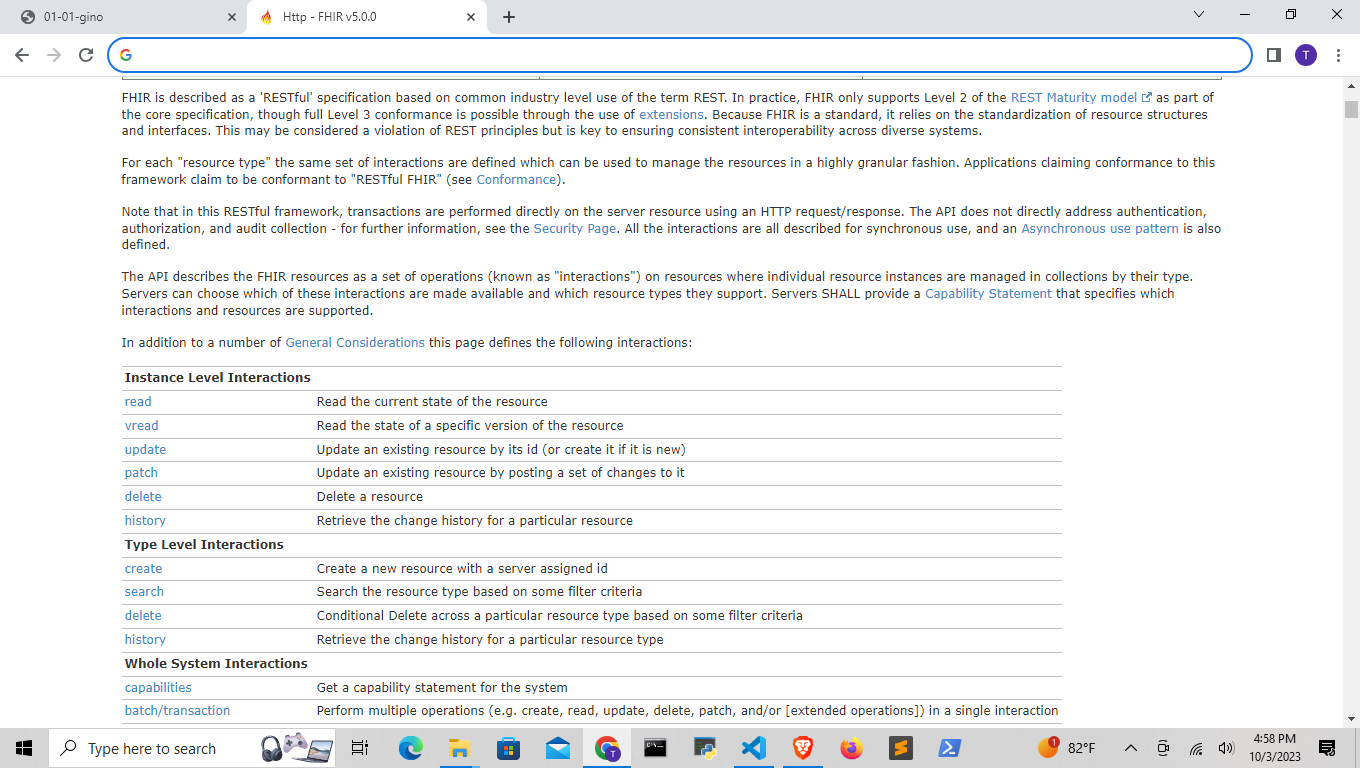 01-01-gino
Http - FHIR v5.0.0
T
FHIR is described as a 'RESTful' specification based on common industry level use of the term REST. In practice, FHIR only supports Level 2 of the REST Maturity model as part of
the core specification, though full Level 3 conformance is possible through the use of extensions. Because FHIR is a standard, it relies on the standardization of resource structures
and interfaces. This may be considered a violation of REST principles but is key to ensuring consistent interoperability across diverse systems.
For each "resource type" the same set of interactions are defined which can be used to manage the resources in a highly granular fashion. Applications claiming conformance to this
framework claim to be conformant to "RESTful FHIR" (see Conformance).
Note that in this RESTful framework, transactions are performed directly on the server resource using an HTTP request/response. The API does not directly address authentication,
authorization, and audit collection - for further information, see the Security Page. All the interactions are all described for synchronous use, and an Asynchronous use pattern is also
defined.
The API describes the FHIR resources as a set of operations (known as "interactions") on resources where individual resource instances are managed in collections by their type.
Servers can choose which of these interactions are made available and which resource types they support. Servers SHALL provide a Capability Statement that specifies which
interactions and resources are supported.
In addition to a number of General Considerations this page defines the following interactions:
Instance Level Interactions
read Read the current state of the resource
vread Read the state of a specific version of the resource
update Update an existing resource by its id (or create it if it is new)
patch Update an existing resource by posting a set of changes to it
delete Delete a resource
history Retrieve the change history for a particular resource
Type Level Interactions
create Create a new resource with a server assigned id
search Search the resource type based on some filter criteria
delete Conditional Delete across a particular resource type based on some filter criteria
history Retrieve the change history for a particular resource type
Whole System Interactions
capabilities Get a capability statement for the system
batch/transaction Perform multiple operations (e.g. create, read, update, delete, patch, and/or [extended operations]) in a single interaction
Type here to search
T
1
82°F
4:58 PM
10/3/2023